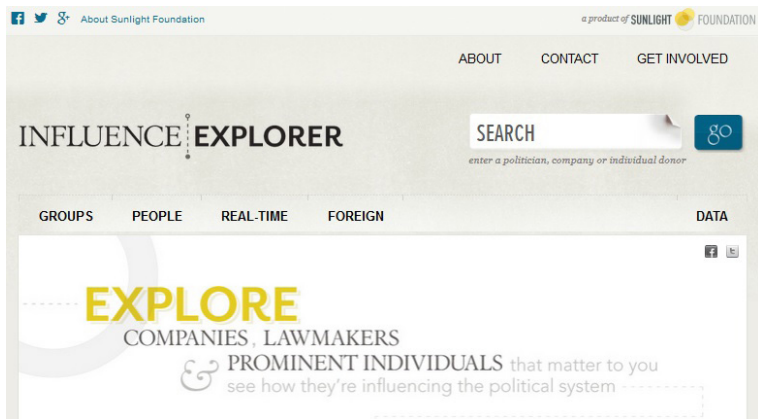 About Sunlight Foundation
a product of SUNLIGHT FOUNDATION
ABOUT CONTACT GET INVOLVED
INFLUENCE EXPLORER
SEARCH go
enter a politician, company or individual donor
GROUPS PEOPLE REAL-TIME FOREIGN DATA
EXPLORE
COMPANIES, LAWMAKERS
& PROMINENT INDIVIDUALS that matter to you
see how they're influencing the political system